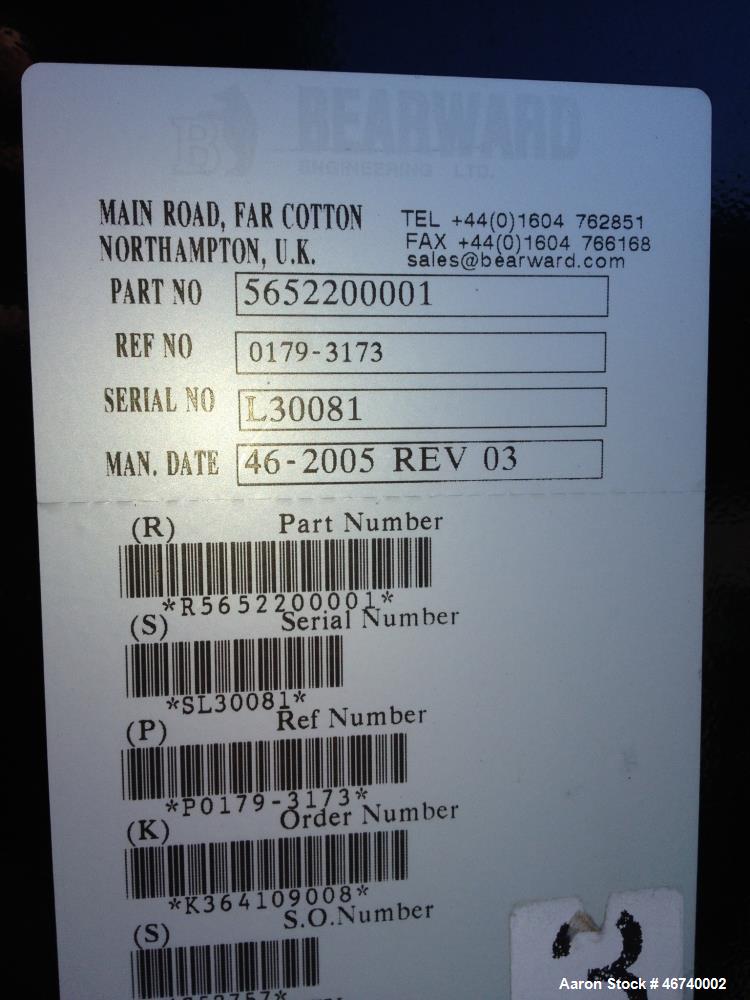 BEARWARD
ENGINEERING LTD.
MAIN ROAD, FAR COTTON
NORTHAMPTON, U.K.
TEL +44(0)1604 762851
FAX +44(0)1604 766168
sales@bearward.com
PART NO 5652200001
REF NO 0179-3173
SERIAL NO L30081
MAN. DATE 46-2005 REV 03
(R) Part Number
*R5652200001*
(S) Serial Number
*SL30081*
(P) Ref Number
*P0179-3173*
(K) Order Number
*K364109008*
(S) S.O.Number
3
Aaron Stock # 46740002